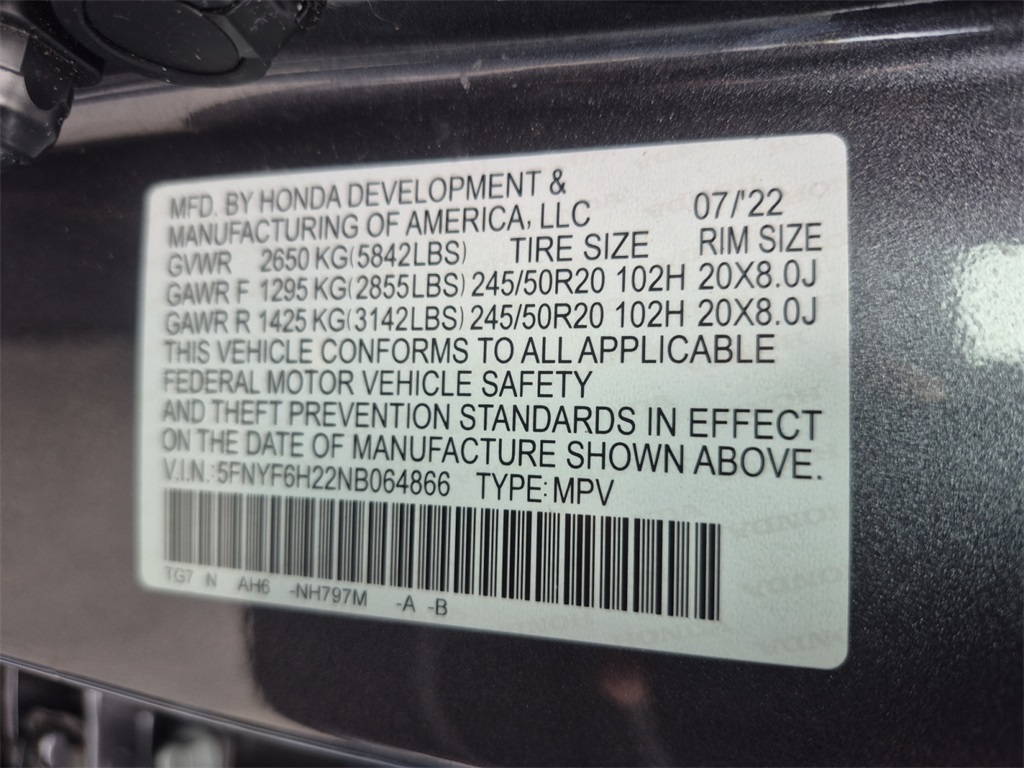 MFD. BY HONDA DEVELOPMENT &
MANUFACTURING OF AMERICA, LLC 07/'22
GVWR 2650 KG(5842LBS) TIRE SIZE RIM SIZE
GAWR F 1295 KG(2855LBS) 245/50R20 102H 20X8.0J
GAWR R 1425 KG(3142LBS) 245/50R20 102H 20X8.0J
THIS VEHICLE CONFORMS TO ALL APPLICABLE
FEDERAL MOTOR VEHICLE SAFETY
AND THEFT PREVENTION STANDARDS IN EFFECT
ON THE DATE OF MANUFACTURE SHOWN ABOVE.
V.I.N.:5FNYF6H22NB064866 TYPE:MPV
TG7 N AH6 -NH797M -A -B